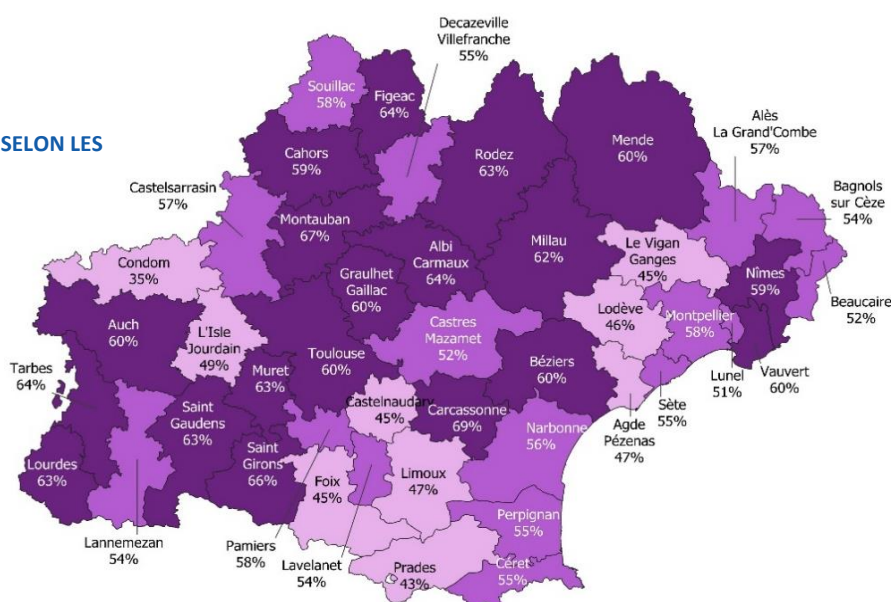 SELON LES
Decazeville
Villefranche
55%
Souillac
58%
Figeac
64%
Alès
La Grand'Combe
57%
Mende
60%
Cahors
59%
Rodez
63%
Castelsarrasin
57%
Bagnols
sur Cèze
54%
Montauban
67%
Albi
Carmaux
64%
Millau
62%
Le Vigan
Ganges
45%
Condom
35%
Graulhet
Gaillac
60%
Nîmes
59%
Beaucaire
52%
Auch
60%
L'Isle
Jourdain
49%
Castres
Mazamet
52%
Lodève
46%
Montpellier
58%
Toulouse
60%
Béziers
60%
Tarbes
64%
Muret
63%
Lunel
51%
Vauvert
60%
Castelnaudary
45%
Carcassonne
69%
Sète
55%
Saint
Gaudens
63%
Agde
Pézenas
47%
Narbonne
56%
Lourdes
63%
Saint
Girons
66%
Foix
45%
Limoux
47%
Perpignan
55%
Lannemezan
54%
Pamiers
58%
Lavelanet
54%
Prades
43%
Céret
55%